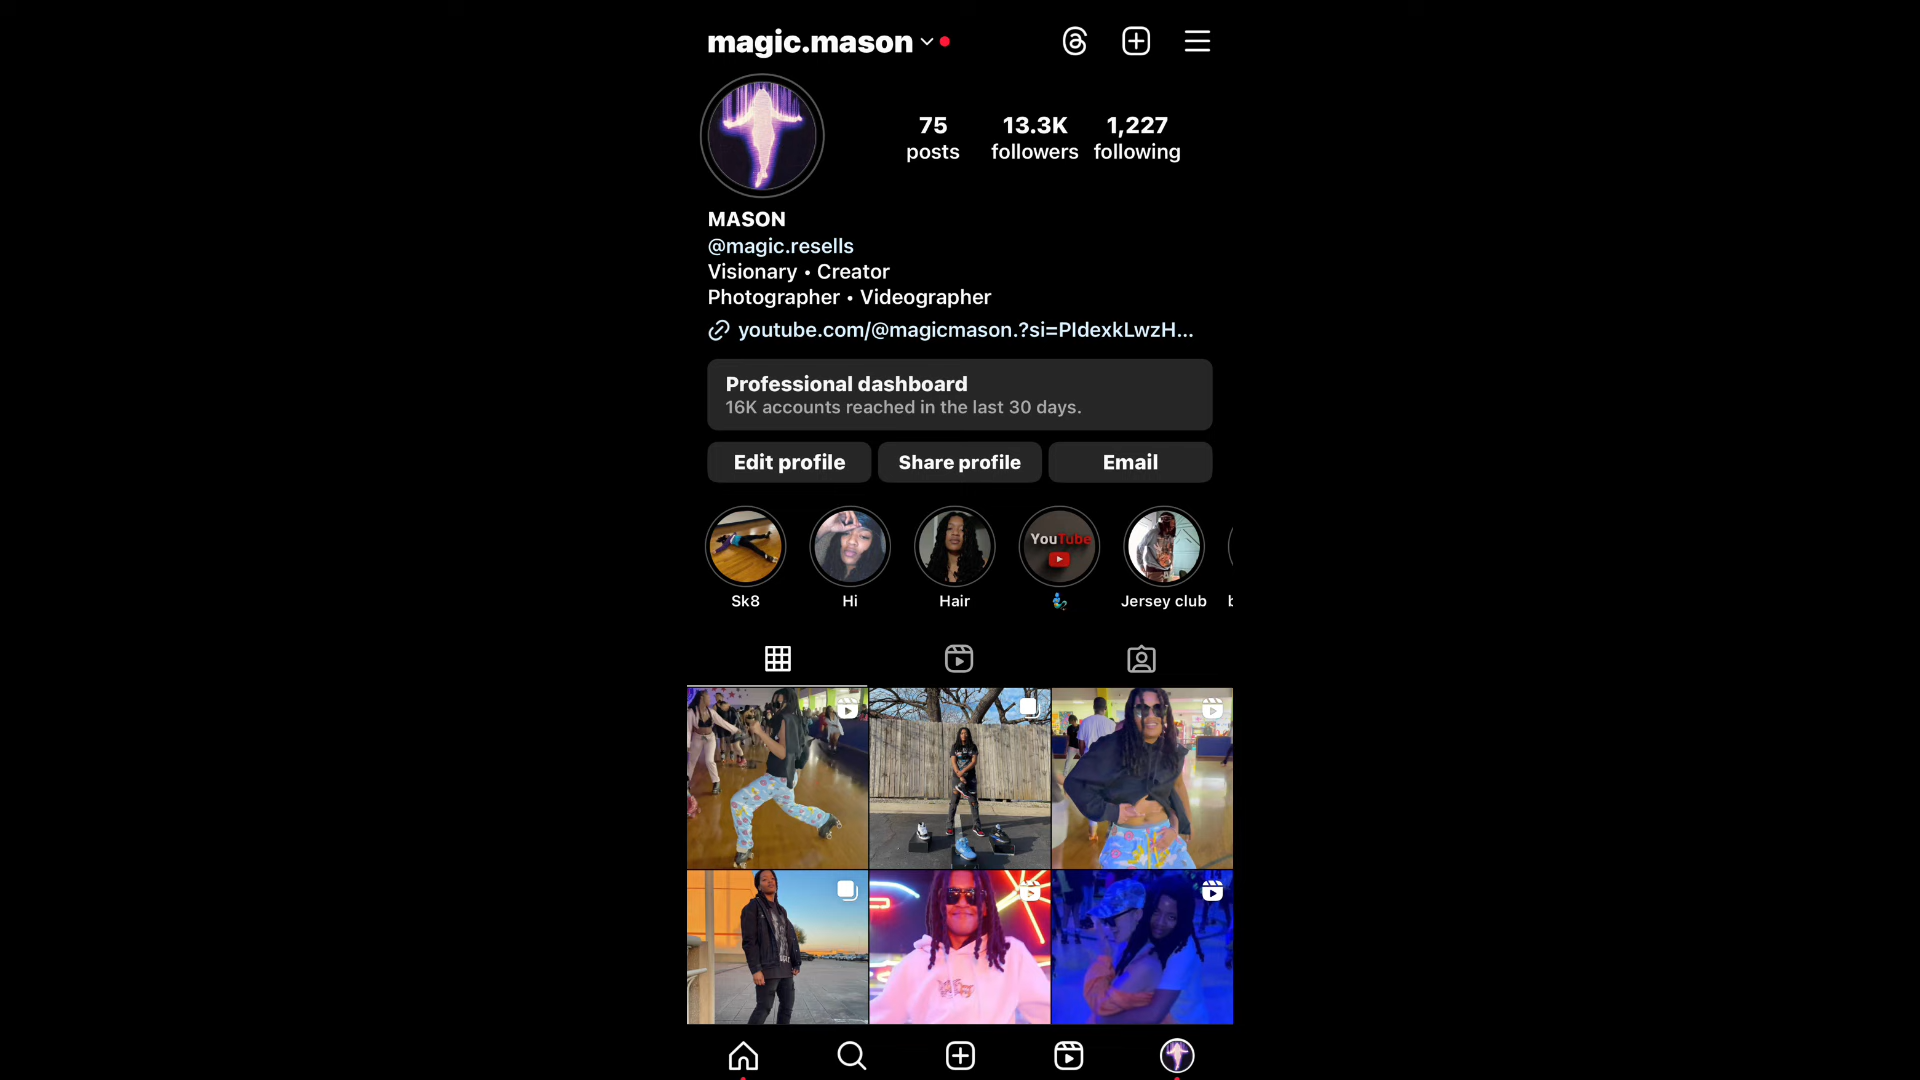 magic.mason
75 13.3K 1,227
posts followers following
MASON
@magic.resells
Visionary • Creator
Photographer • Videographer
youtube.com/@magicmason.?si=PIdexkLwzH...
Professional dashboard
16K accounts reached in the last 30 days.
Edit profile Share profile Email
YouTube
Sk8 Hi Hair 🧞‍♂️ Jersey club